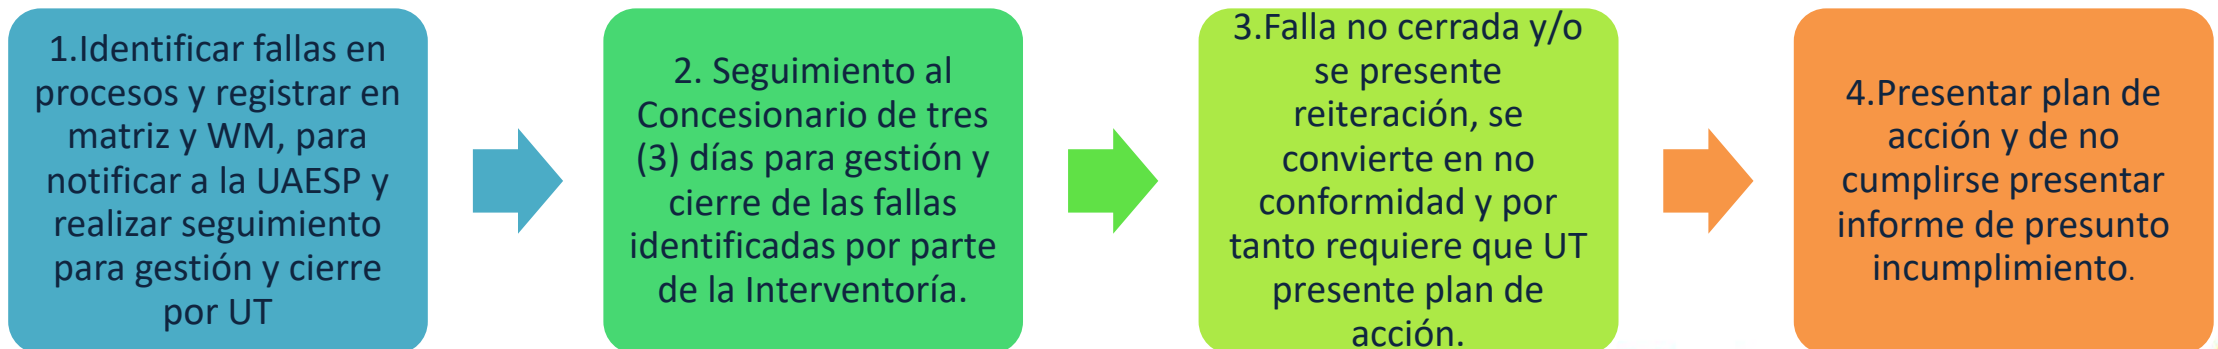 1.Identificar fallas en
procesos y registrar en
matriz y WM, para
notificar a la UAESP y
realizar seguimiento
para gestión y cierre
por UT
2. Seguimiento al
Concesionario de tres
(3) días para gestión y
cierre de las fallas
identificadas por parte
de la Interventoría.
3.Falla no cerrada y/o
se presente
reiteración, se
convierte en no
conformidad y por
tanto requiere que UT
presente plan de
acción.
4.Presentar plan de
acción y de no
cumplirse presentar
informe de presunto
incumplimiento.